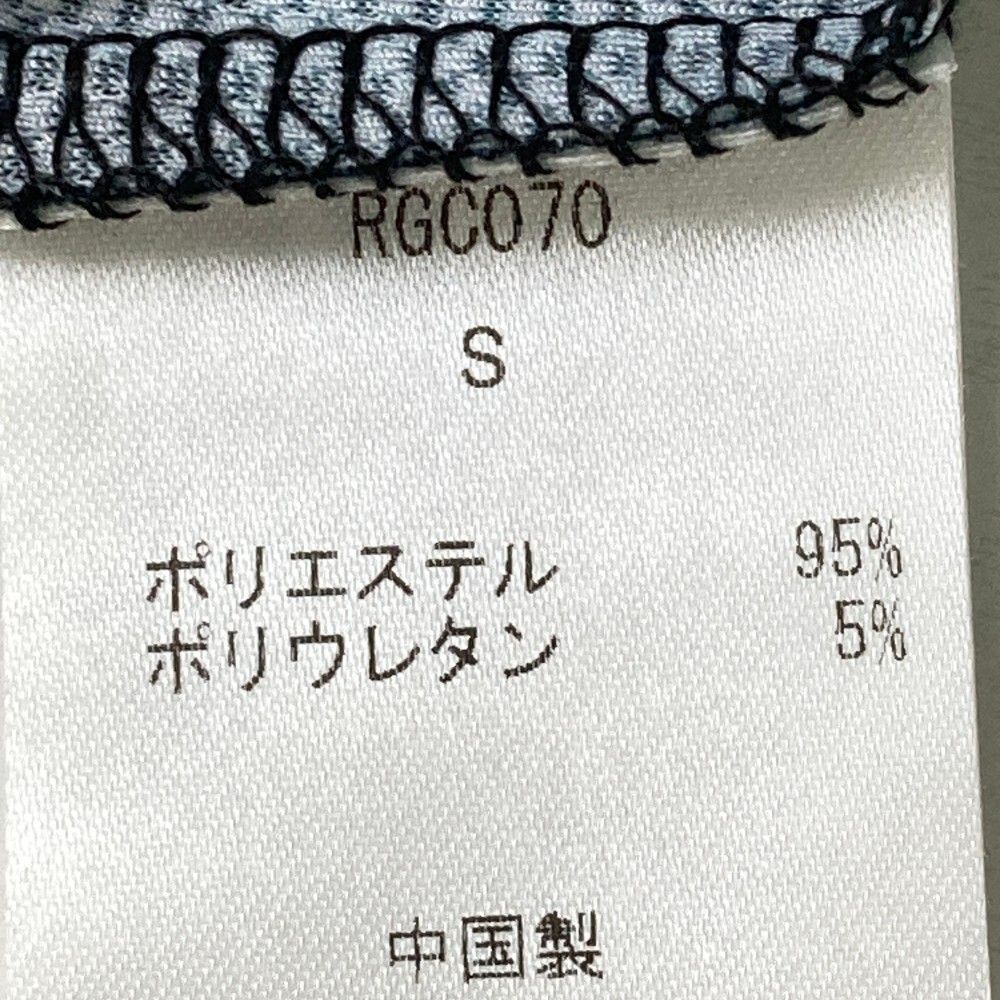 RGC070
S
ポリエステル 95%
ポリウレタン 5%
中国製